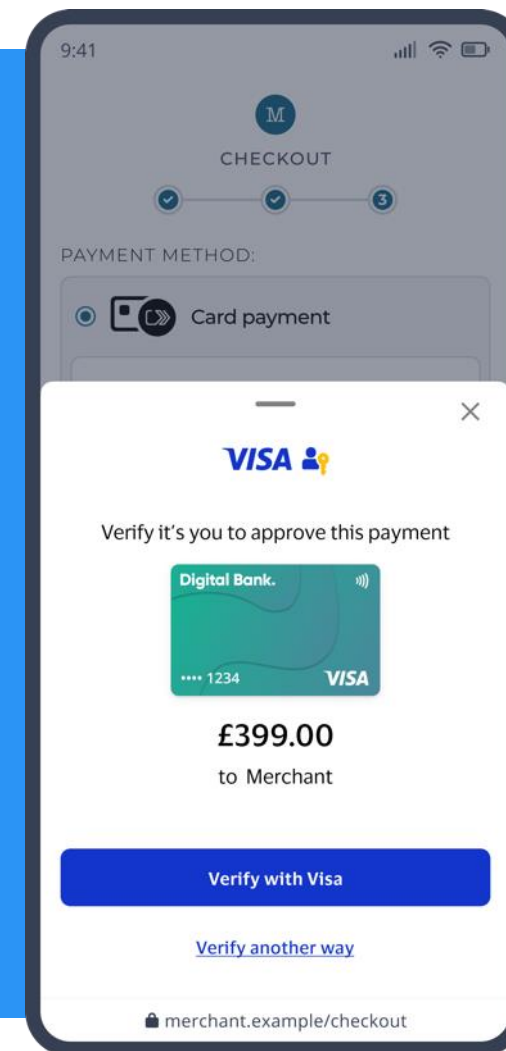 9:41
M
CHECKOUT
3
PAYMENT METHOD:
Card payment
VISA
Verify it's you to approve this payment
Digital Bank.
•••• 1234 VISA
£399.00
to Merchant
Verify with Visa
Verify another way
merchant.example/checkout